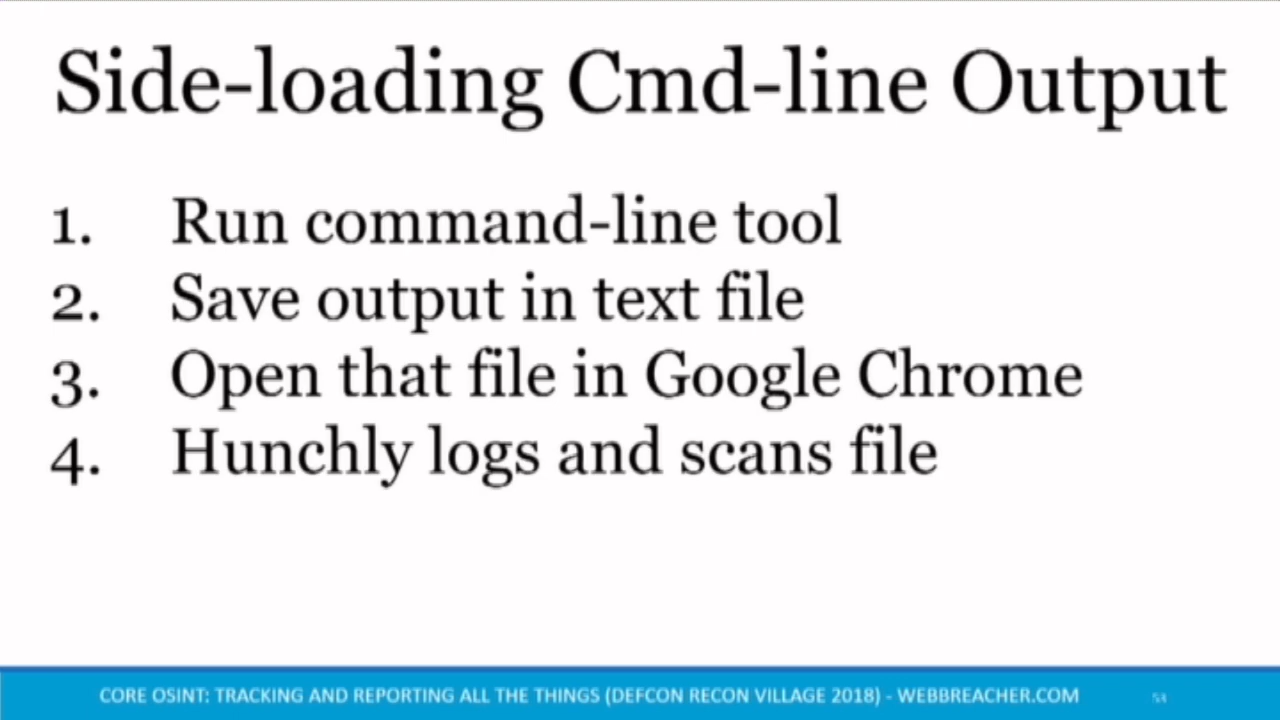 Side-loading Cmd-line Output
1. Run command-line tool
2. Save output in text file
3. Open that file in Google Chrome
4. Hunchly logs and scans file
CORE OSINT: TRACKING AND REPORTING ALL THE THINGS (DEFCON RECON VILLAGE 2018) - WEBBREACHER.COM